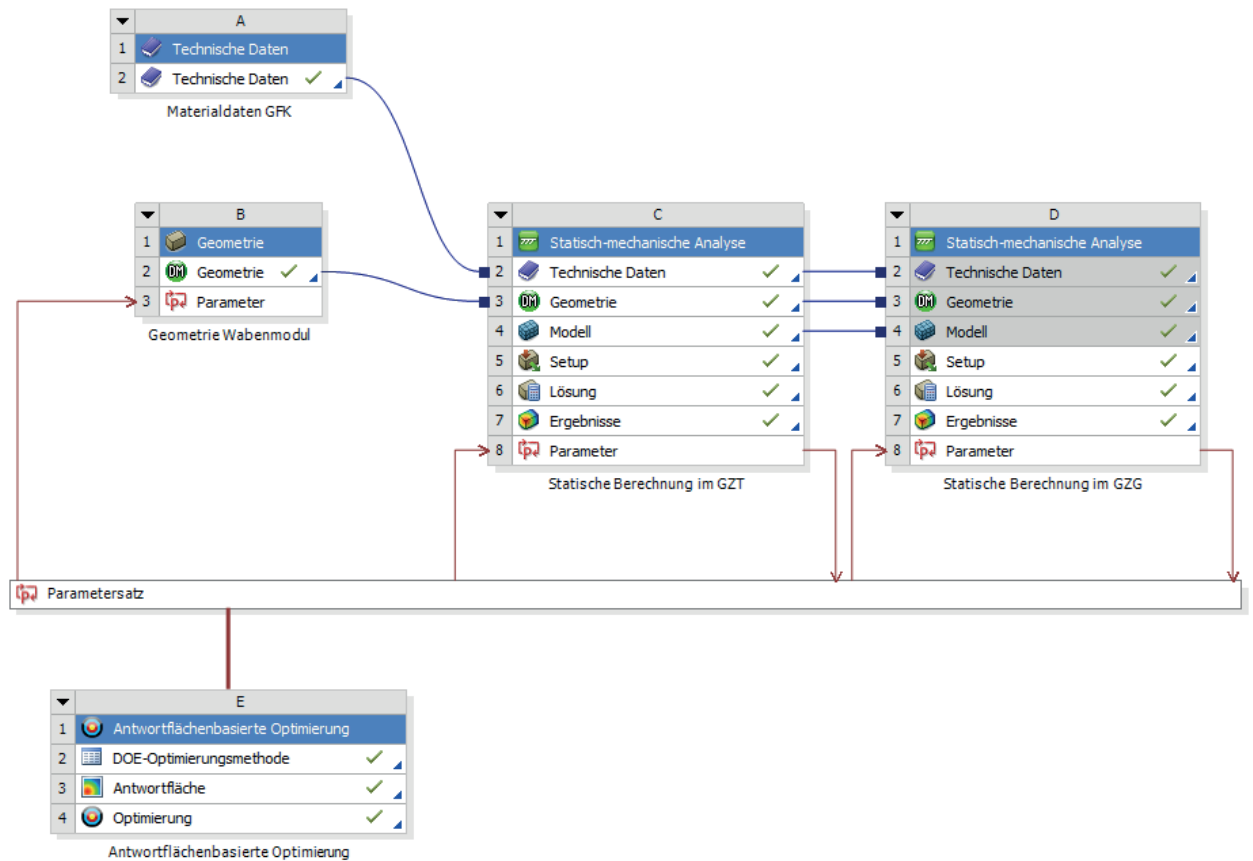 A
1 Technische Daten
2 Technische Daten
Materialdaten GFK
B
1 Geometrie
2 DM Geometrie
3 Parameter
Geometrie Wabenmodul
C
1 Statisch-mechanische Analyse
2 Technische Daten
3 DM Geometrie
4 Modell
5 Setup
6 Lösung
7 Ergebnisse
8 Parameter
Statische Berechnung im GZT
D
1 Statisch-mechanische Analyse
2 Technische Daten
3 DM Geometrie
4 Modell
5 Setup
6 Lösung
7 Ergebnisse
8 Parameter
Statische Berechnung im GZG
Parametersatz
E
1 Antwortflächenbasierte Optimierung
2 DOE-Optimierungsmethode
3 Antwortfläche
4 Optimierung
Antwortflächenbasierte Optimierung